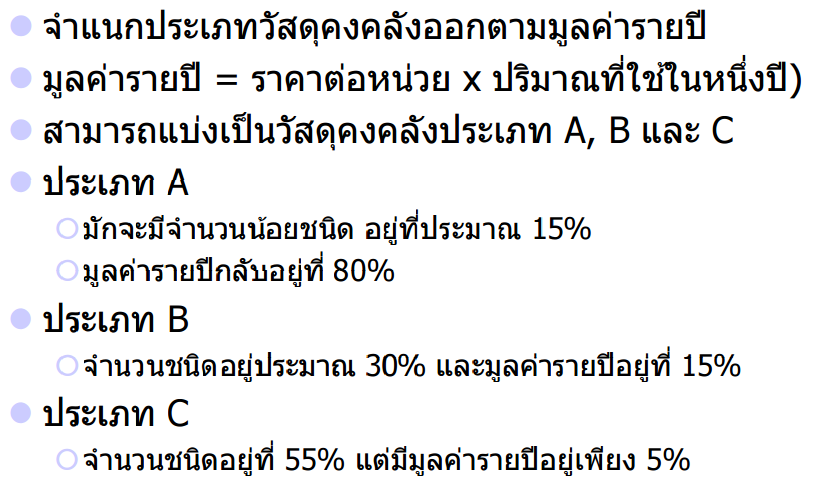 จำแนกประเภทวัสดุคงคลังออกตามมูลค่ารายปี
มูลค่ารายปี = ราคาต่อหน่วย x ปริมาณที่ใช้ในหนึ่งปี)
สามารถแบ่งเป็นวัสดุคงคลังประเภท A, B และ C
ประเภท A
มักจะมีจำนวนน้อยชนิด อยู่ที่ประมาณ 15%
มูลค่ารายปีกลับอยู่ที่ 80%
ประเภท B
จำนวนชนิดอยู่ประมาณ 30% และมูลค่ารายปีอยู่ที่ 15%
ประเภท C
จำนวนชนิดอยู่ที่ 55% แต่มีมูลค่ารายปีอยู่เพียง 5%